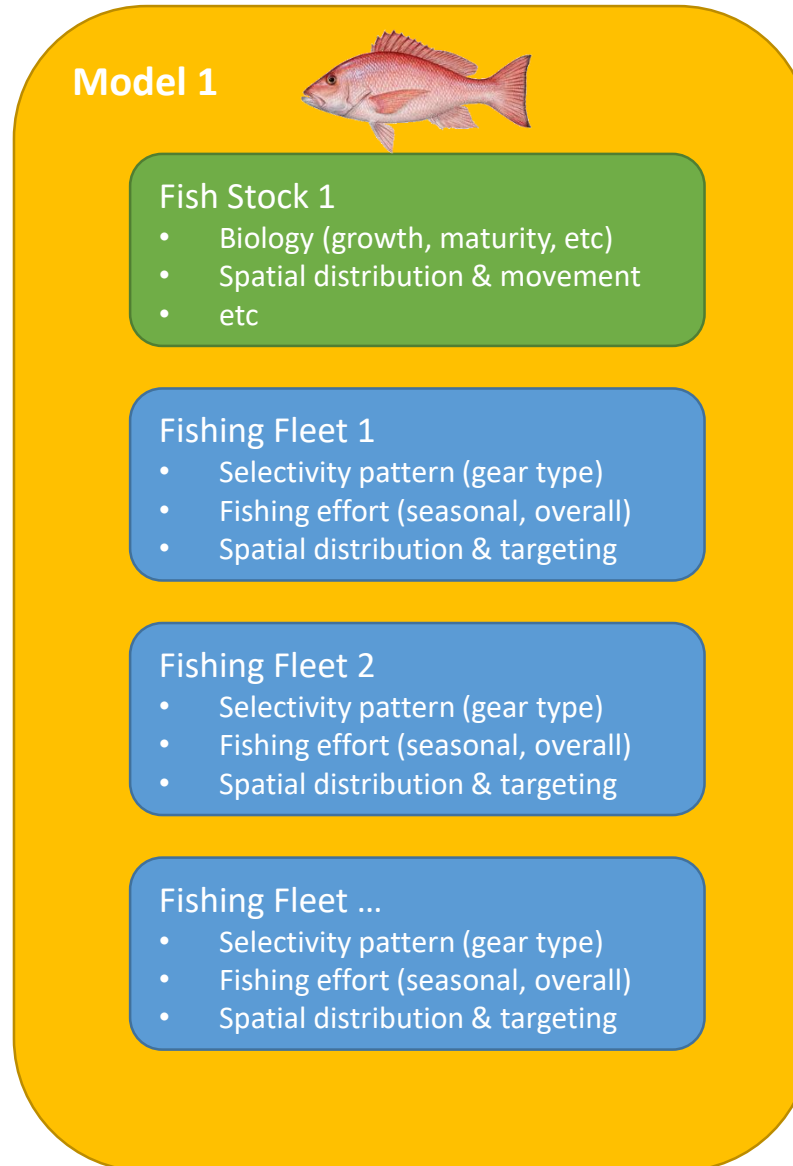 Model 1
Fish Stock 1
• Biology (growth, maturity, etc)
• Spatial distribution & movement
• etc
Fishing Fleet 1
• Selectivity pattern (gear type)
• Fishing effort (seasonal, overall)
• Spatial distribution & targeting
Fishing Fleet 2
• Selectivity pattern (gear type)
• Fishing effort (seasonal, overall)
• Spatial distribution & targeting
Fishing Fleet …
• Selectivity pattern (gear type)
• Fishing effort (seasonal, overall)
• Spatial distribution & targeting